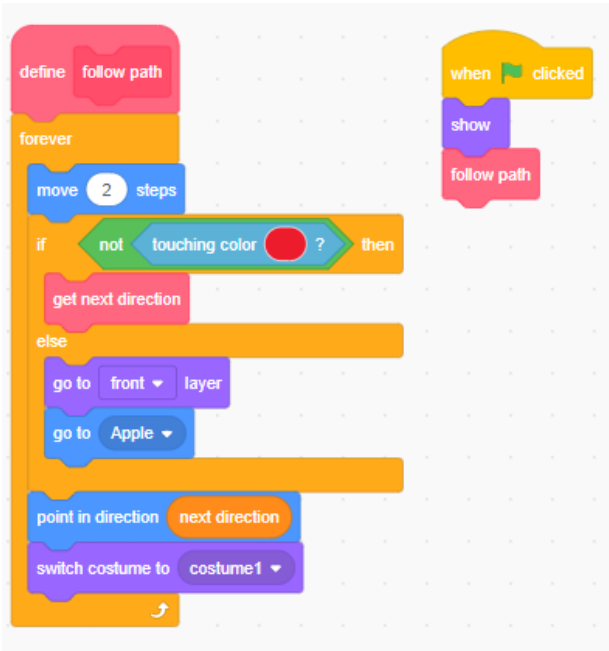 define follow path
forever
move 2 steps
if not touching color ? then
get next direction
else
go to front layer
go to Apple
point in direction next direction
switch costume to costume1
when clicked
show
follow path